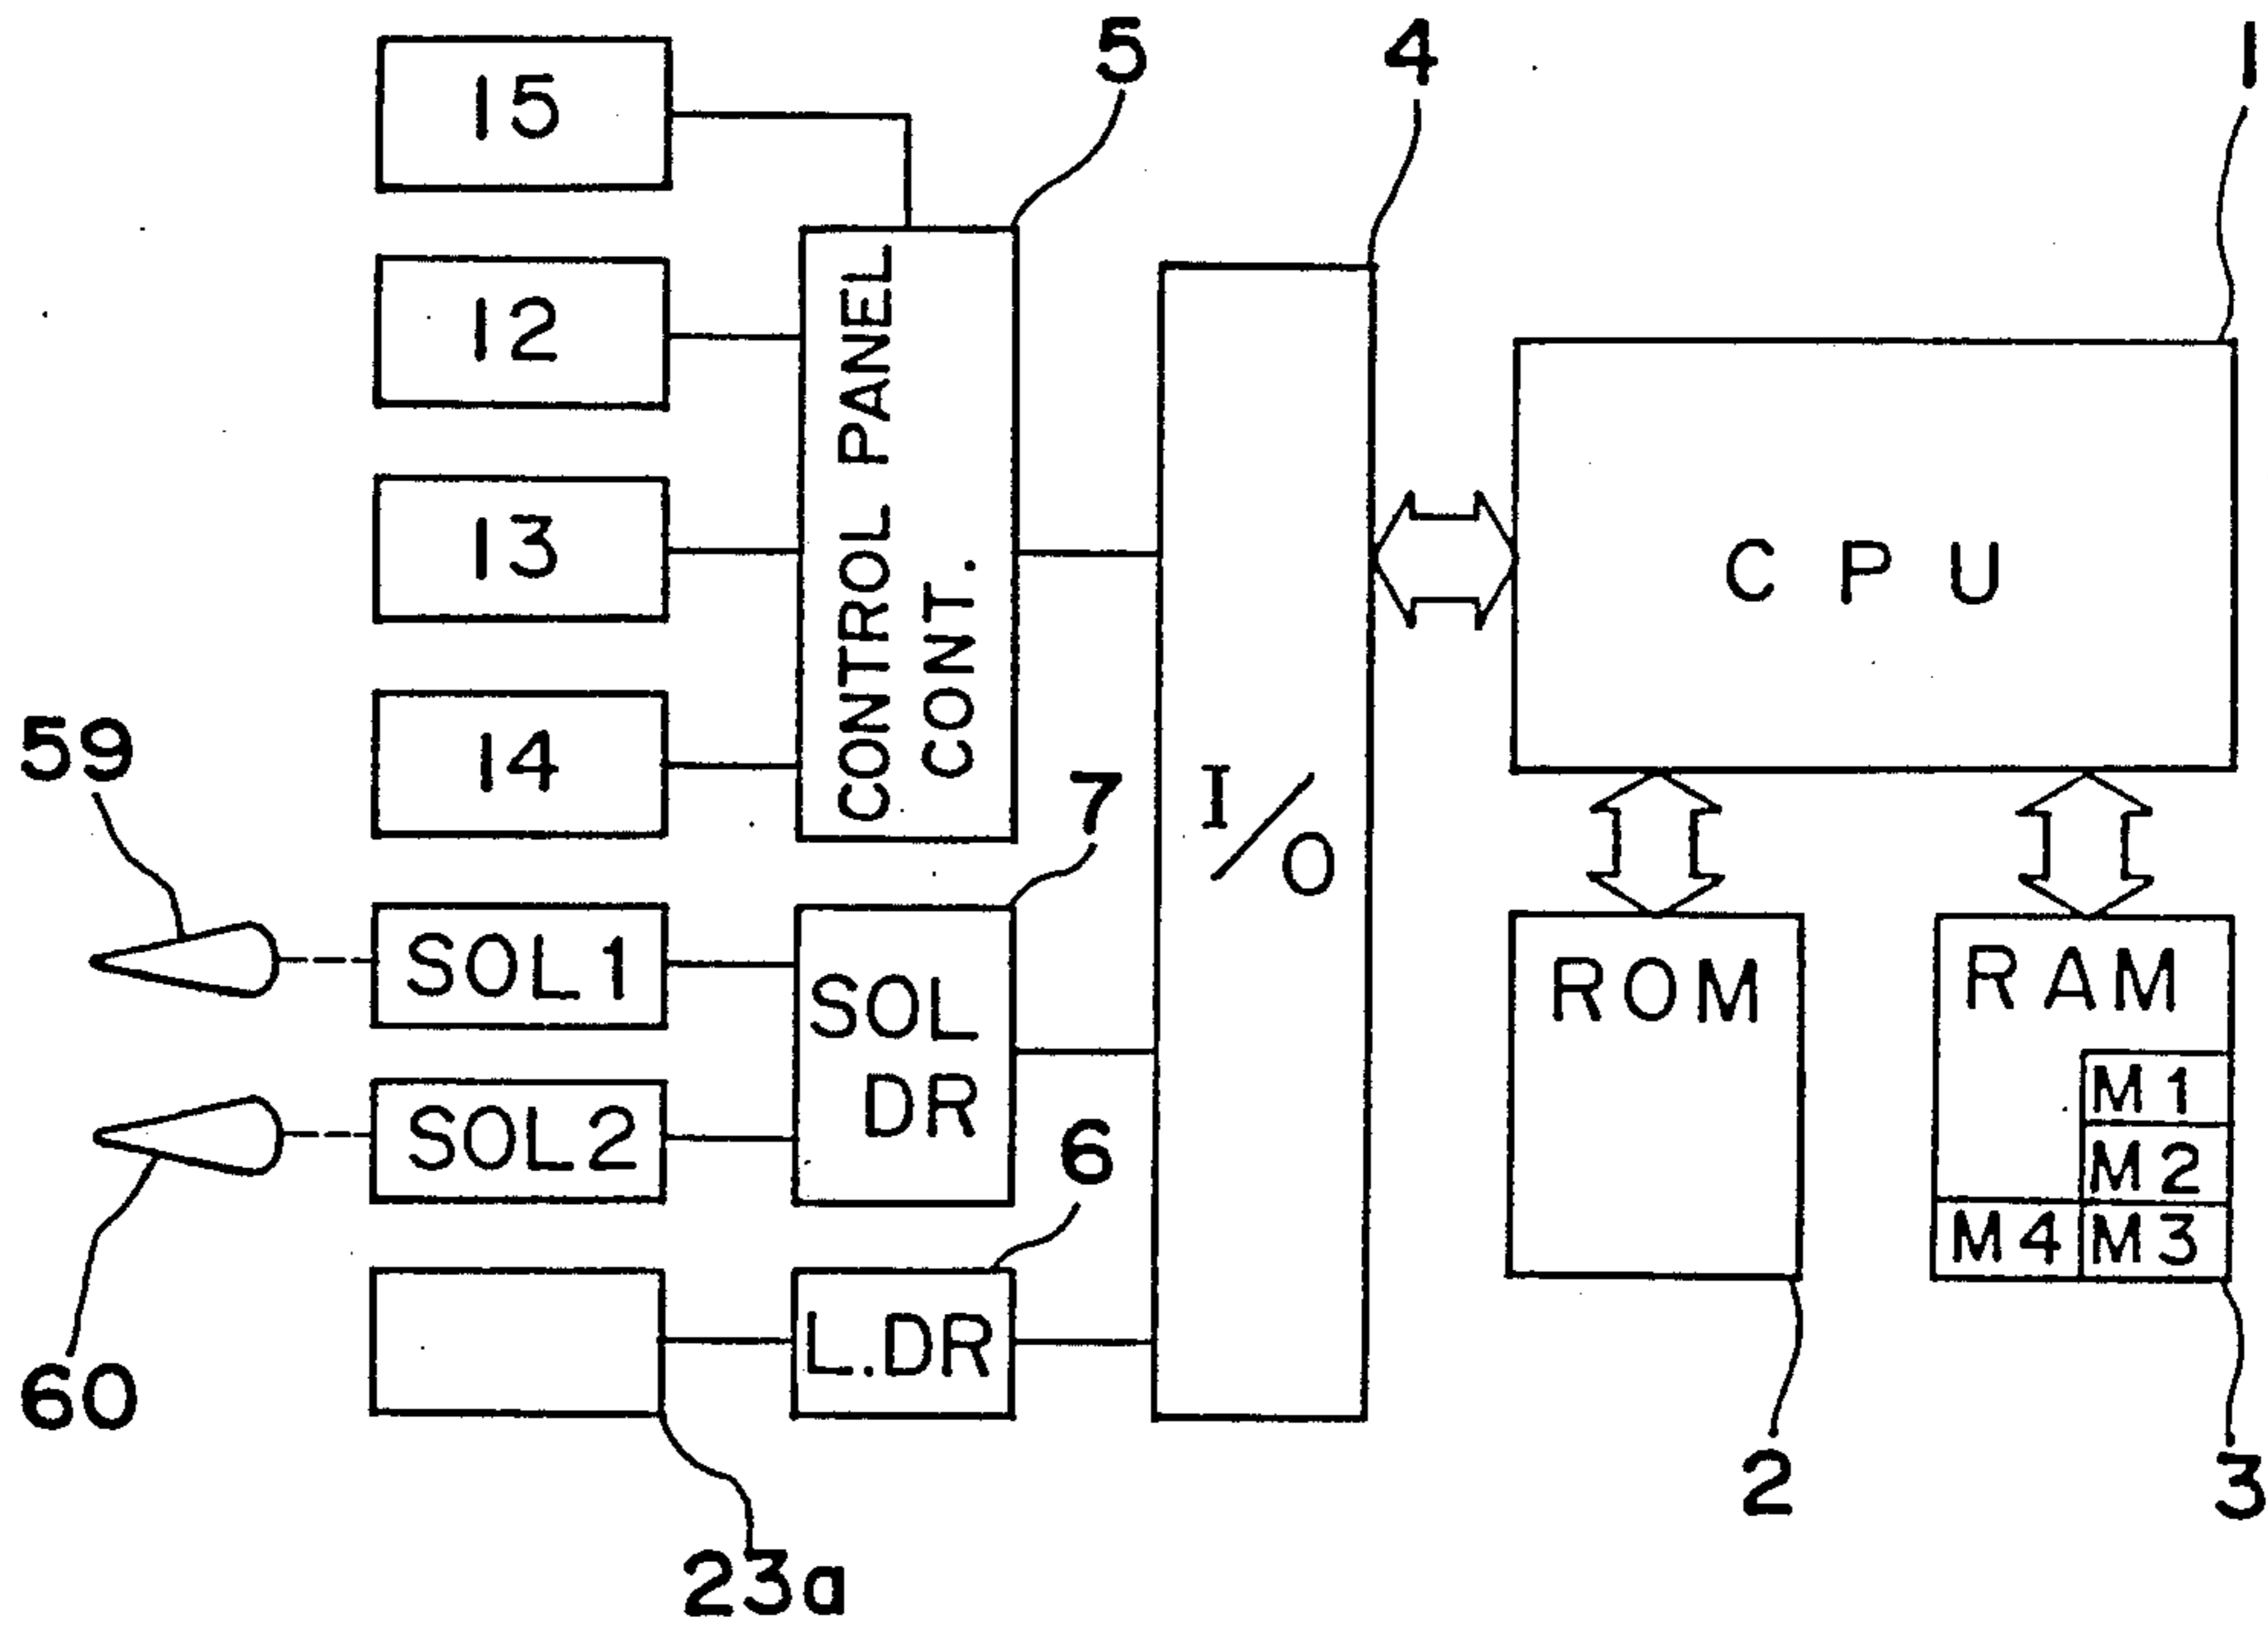 5
4
1
15
12
13
14
CONTROL PANEL
CONT.
I/O
CPU
59
7
SOL1
SOL2
SOL
DR
6
L.DR
60
23a
ROM
RAM
M1
M2
M4
M3
2
3